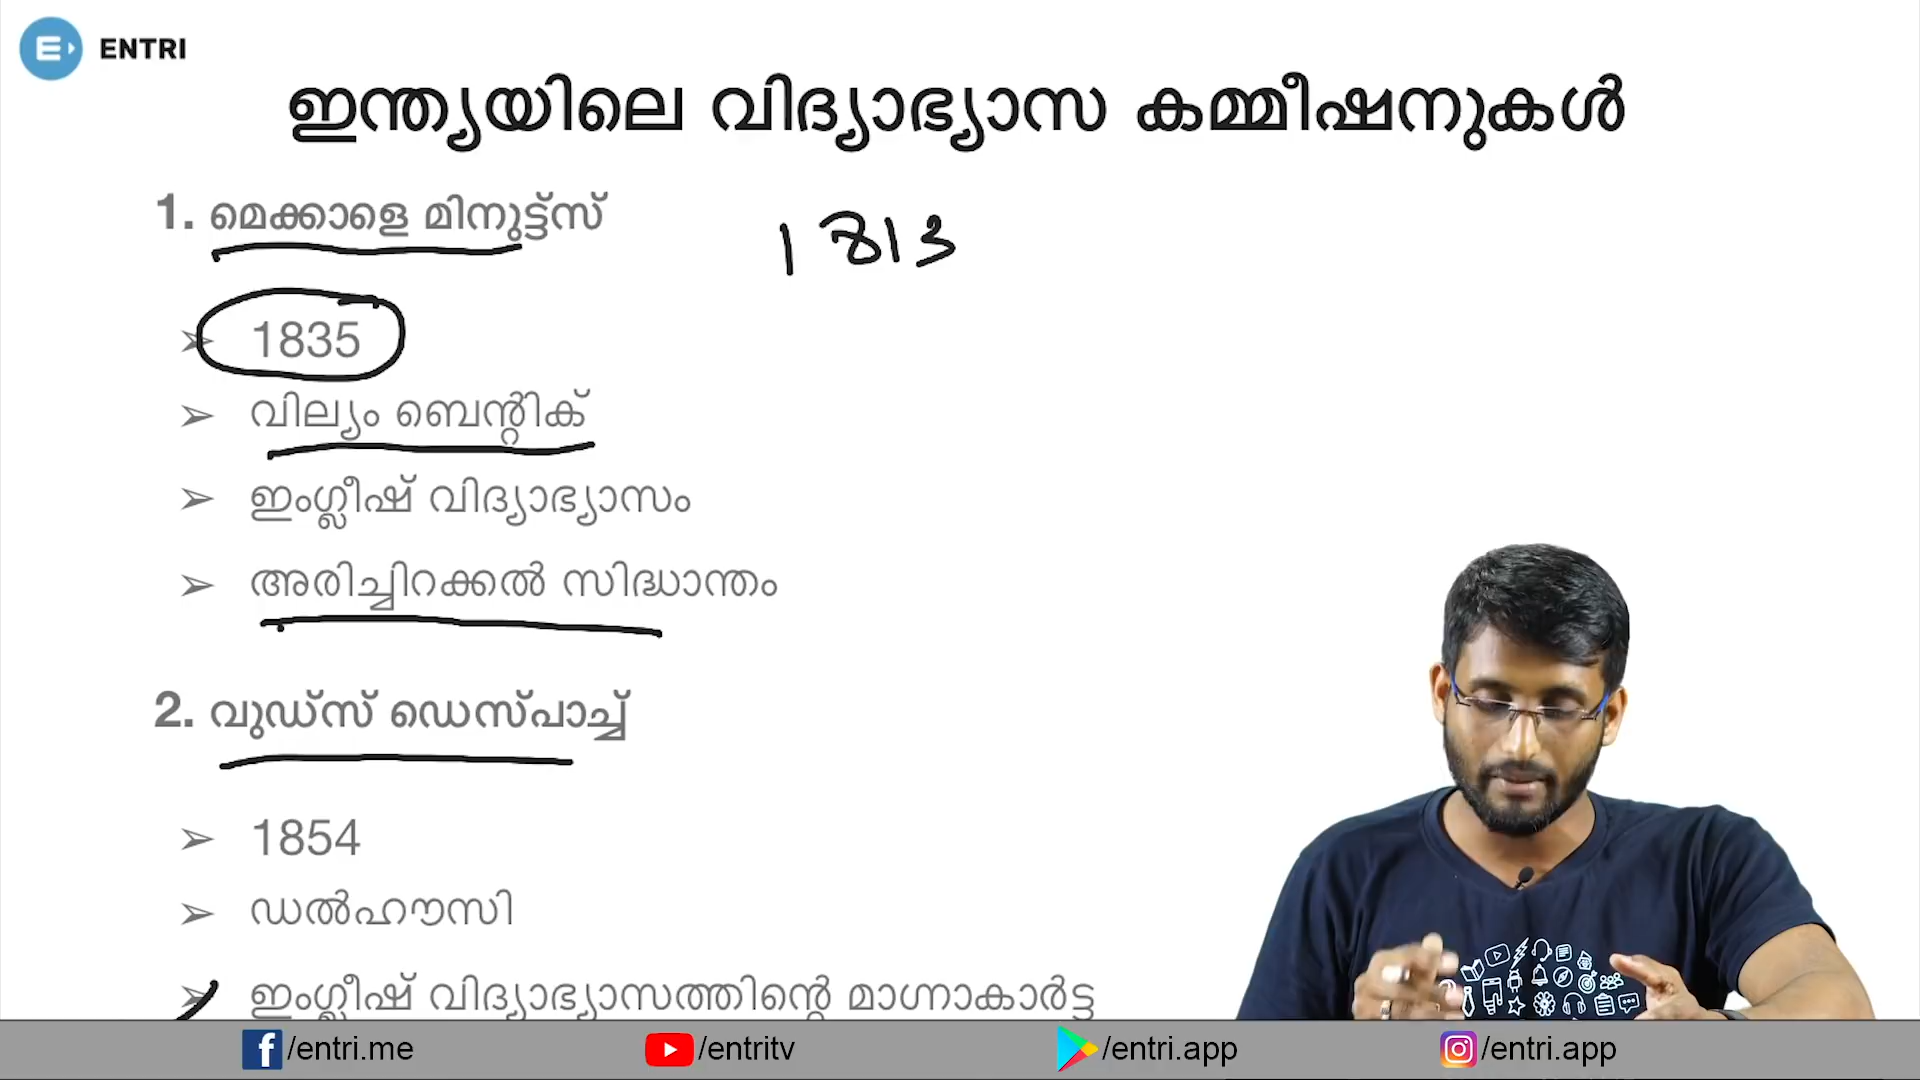 ENTRI
ഇന്ത്യയിലെ വിദ്യാഭ്യാസ കമ്മീഷനുകൾ
1. മെക്കാളെ മിനുട്ട്സ്
1813
➢ 1835
➢ വില്യം ബെന്റിക്
➢ ഇംഗ്ലീഷ് വിദ്യാഭ്യാസം
➢ അരിച്ചിറക്കൽ സിദ്ധാന്തം
2. വുഡ്സ് ഡെസ്പാച്ച്
➢ 1854
➢ ഡൽഹൗസി
➢ ഇംഗ്ലീഷ് വിദ്യാഭ്യാസത്തിന്റെ മാഗ്നാകാർട്ട
/entri.me /entritv /entri.app /entri.app